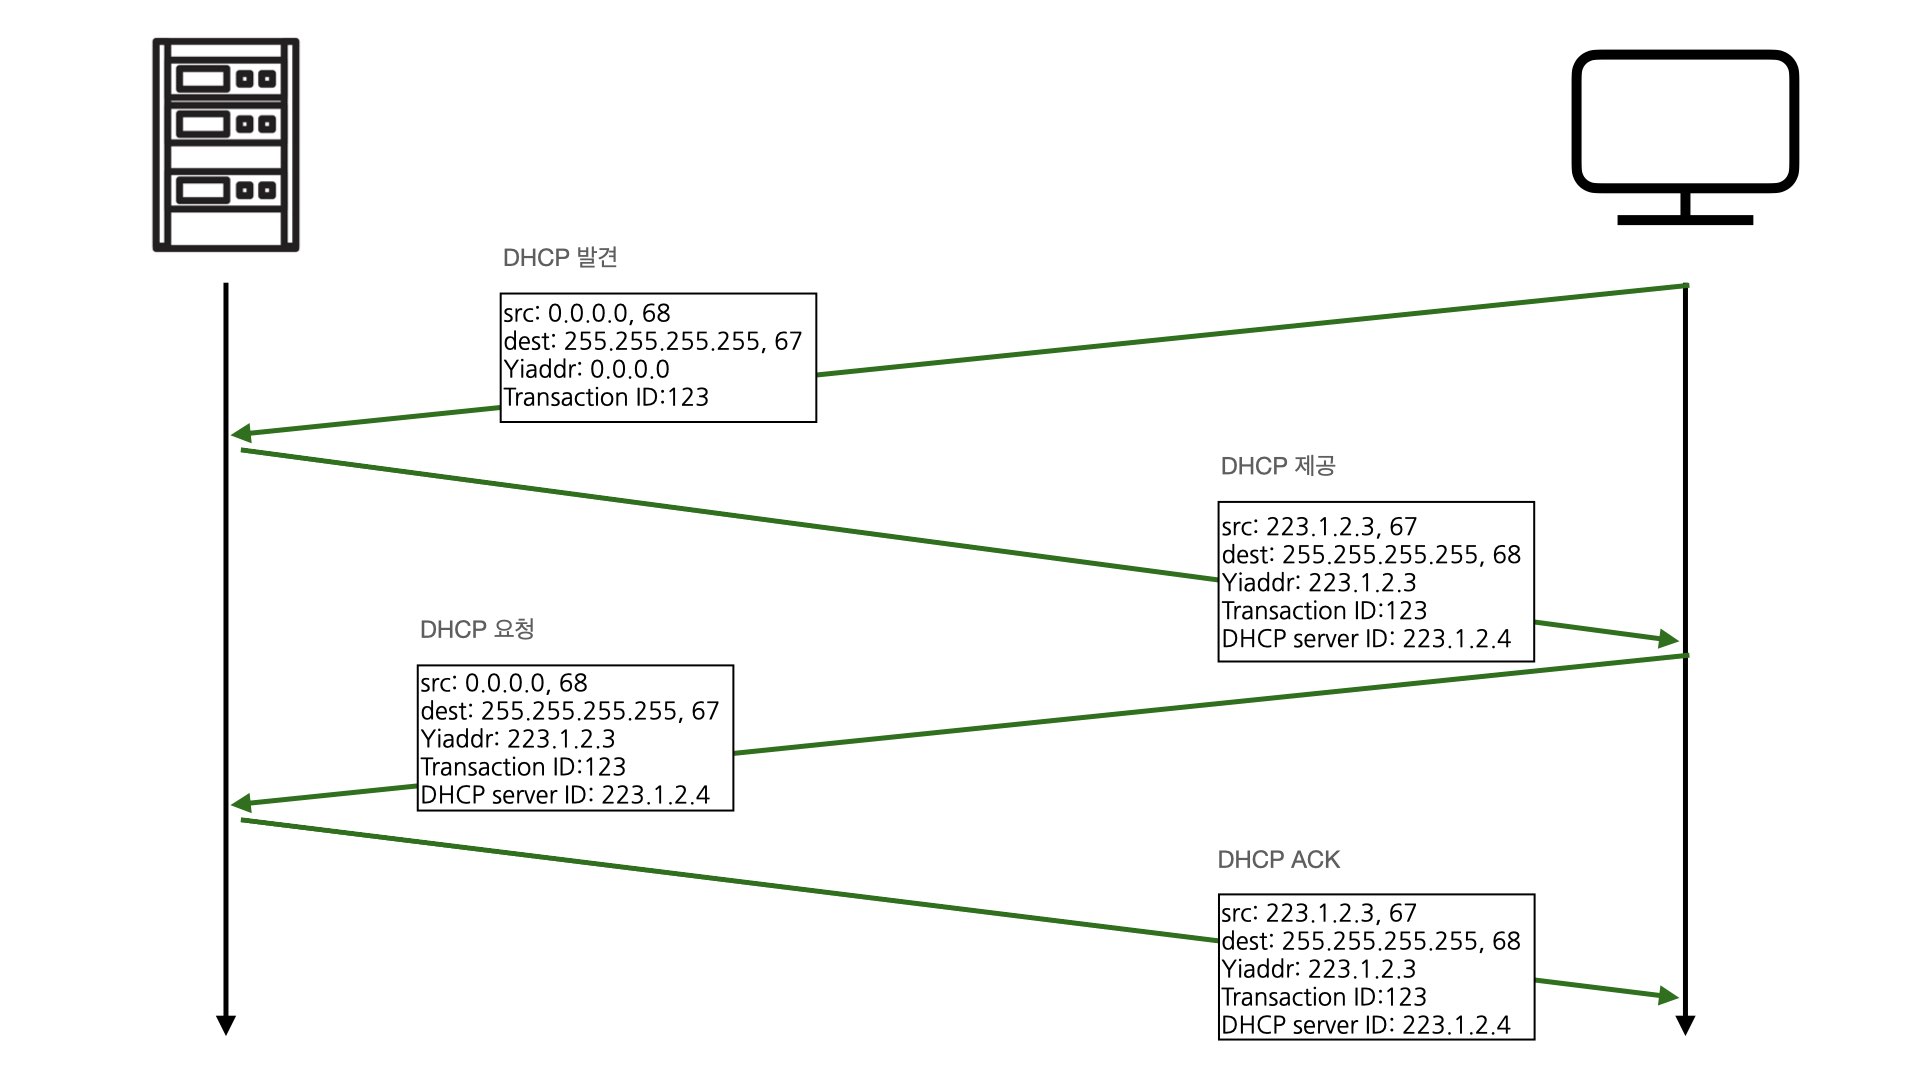 DHCP 발견
src: 0.0.0.0, 68
dest: 255.255.255.255, 67
Yiaddr: 0.0.0.0
Transaction ID:123
DHCP 제공
src: 223.1.2.3, 67
dest: 255.255.255.255, 68
Yiaddr: 223.1.2.3
Transaction ID:123
DHCP server ID: 223.1.2.4
DHCP 요청
src: 0.0.0.0, 68
dest: 255.255.255.255, 67
Yiaddr: 223.1.2.3
Transaction ID:123
DHCP server ID: 223.1.2.4
DHCP ACK
src: 223.1.2.3, 67
dest: 255.255.255.255, 68
Yiaddr: 223.1.2.3
Transaction ID:123
DHCP server ID: 223.1.2.4